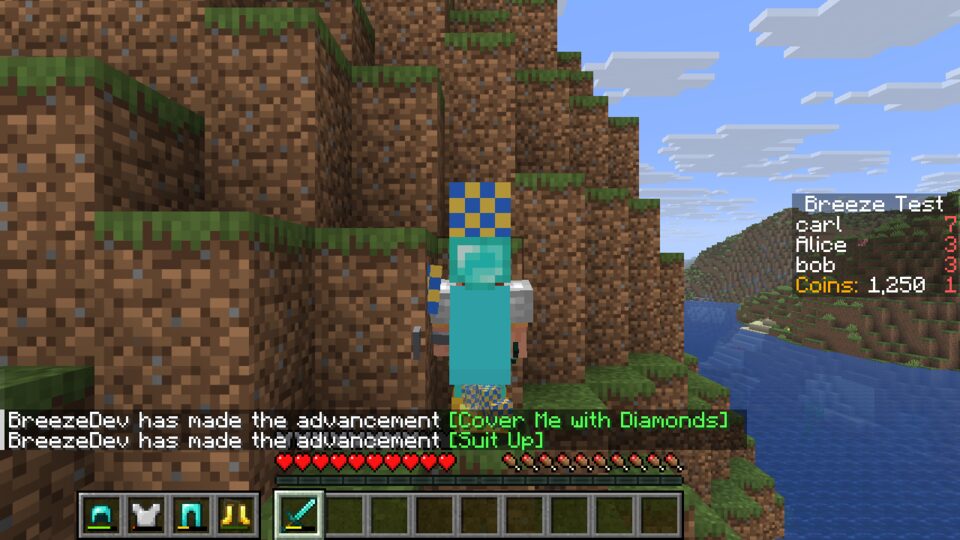 Breeze Test
carl 7
Alice 3
bob 3
Coins: 1,250 1
BreezeDev has made the advancement [Cover Me with Diamonds]
BreezeDev has made the advancement [Suit Up]